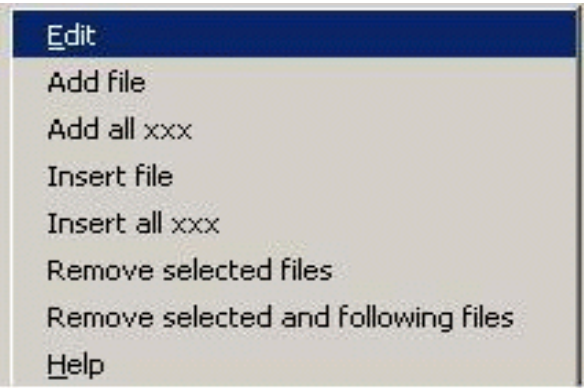 Edit
Add file
Add all xxx
Insert file
Insert all xxx
Remove selected files
Remove selected and following files
Help